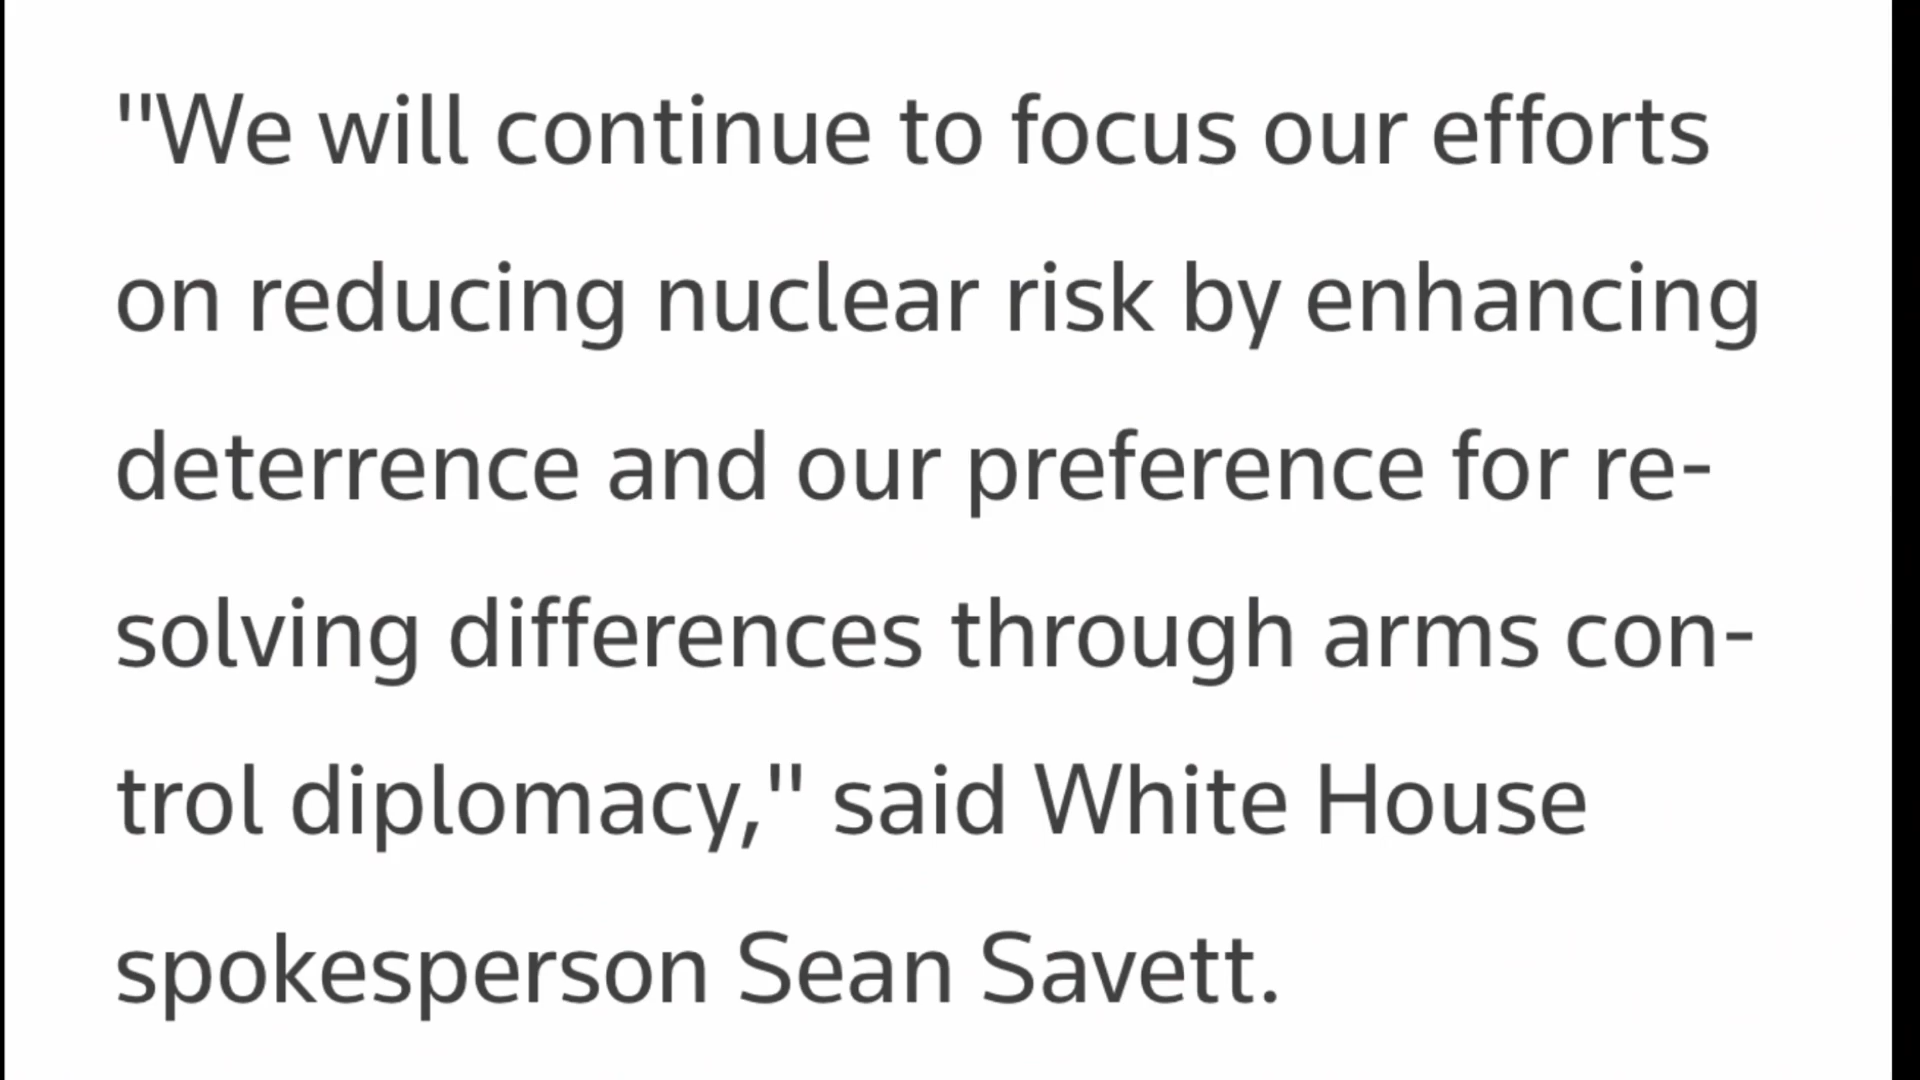 "We will continue to focus our efforts
on reducing nuclear risk by enhancing
deterrence and our preference for re-
solving differences through arms con-
trol diplomacy," said White House
spokesperson Sean Savett.